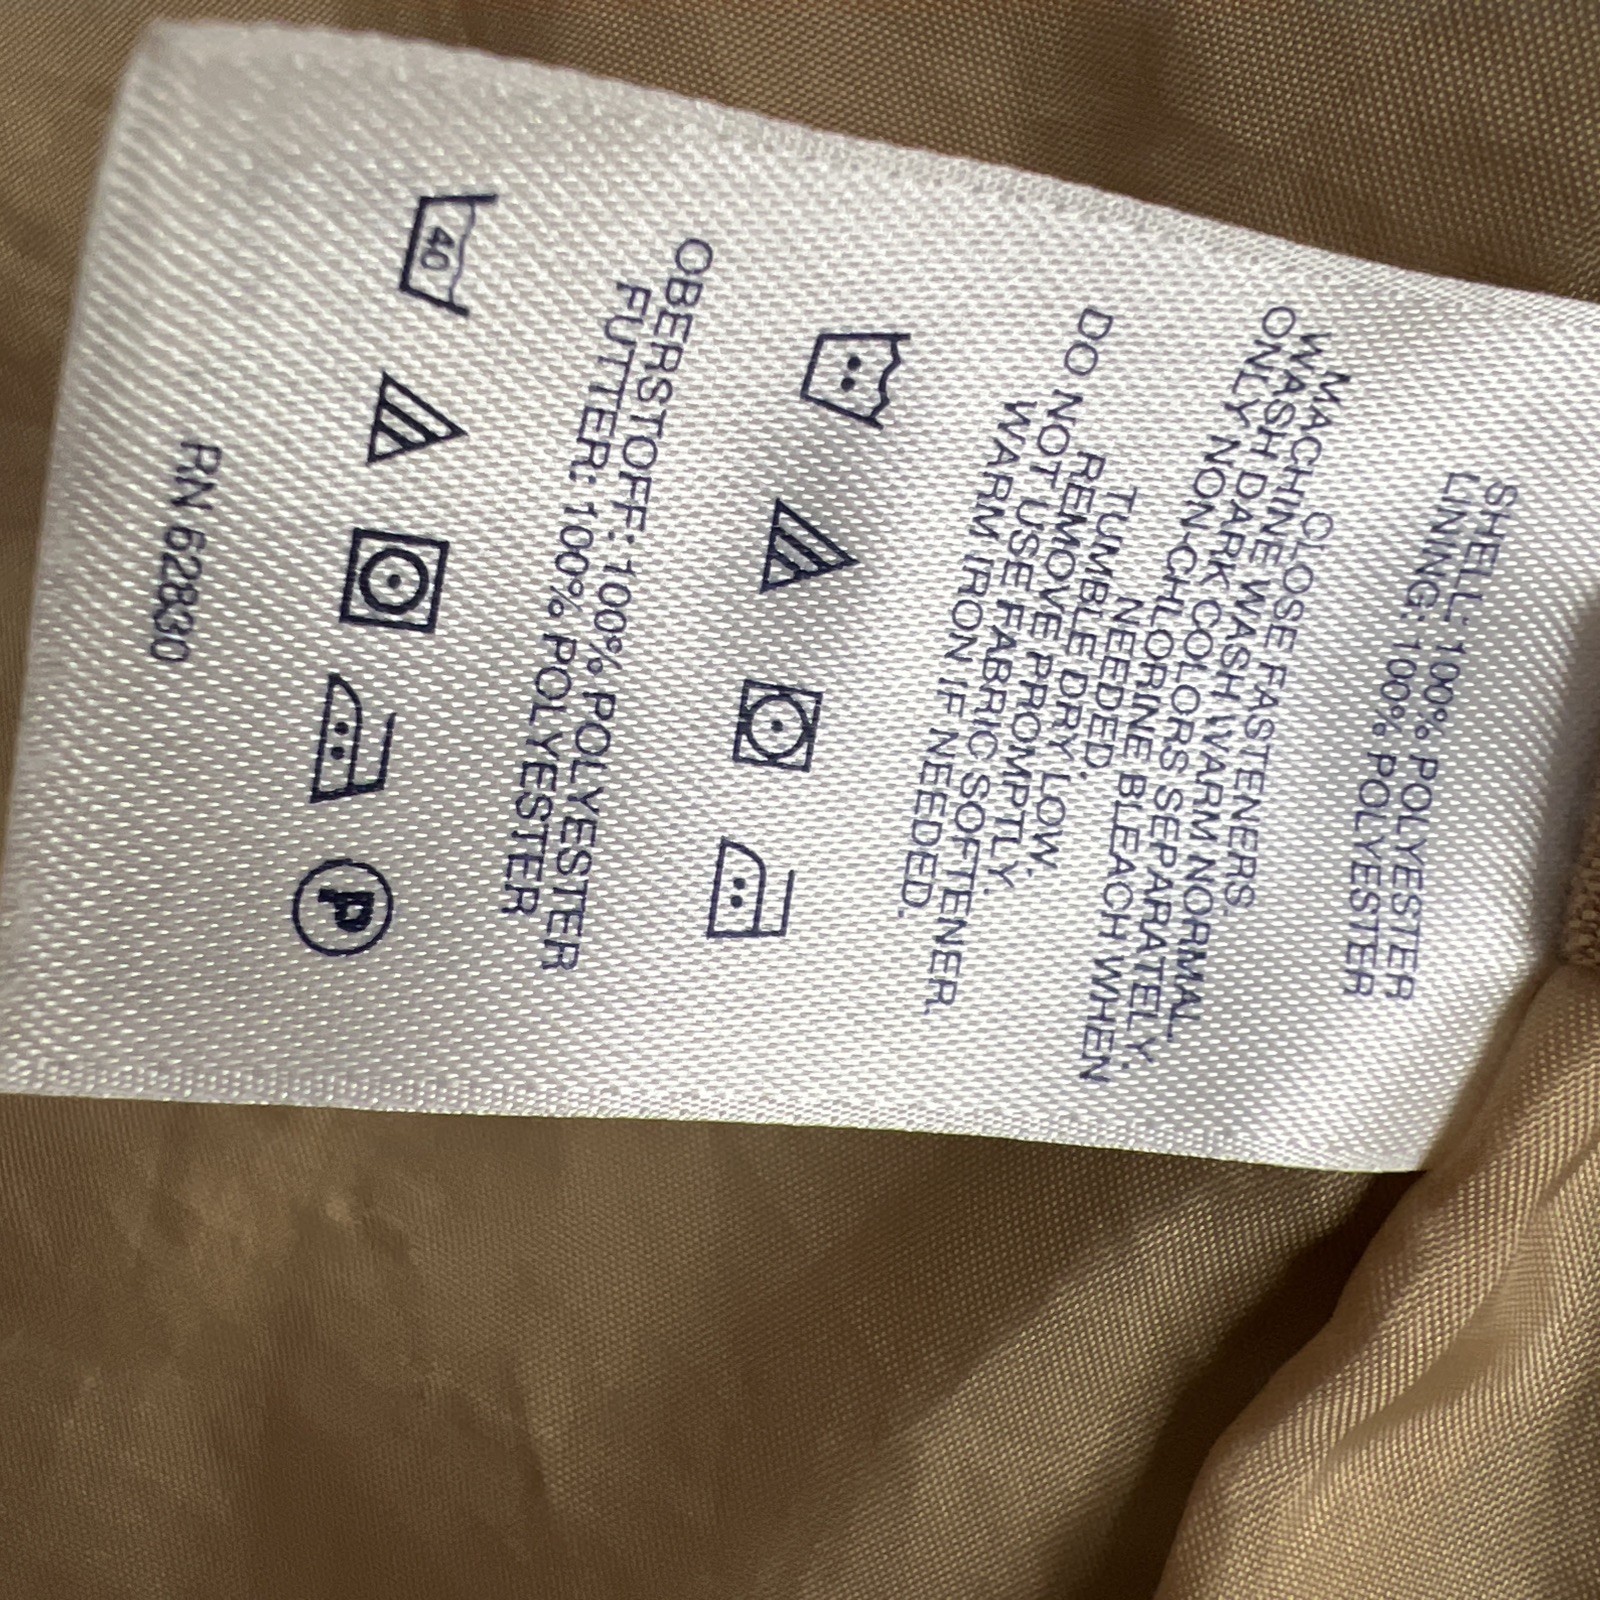 SHELL: 100% POLYESTER
LINING: 100% POLYESTER
CLOSE FASTENERS.
MACHINE WASH WARM NORMAL.
WASH DARK COLORS SEPARATELY.
ONLY NON-CHLORINE BLEACH WHEN
NEEDED.
TUMBLE DRY LOW.
REMOVE PROMPTLY.
DO NOT USE FABRIC SOFTENER.
WARM IRON IF NEEDED.
OBERSTOFF: 100% POLYESTER
FUTTER: 100% POLYESTER
40
P
RN 62830